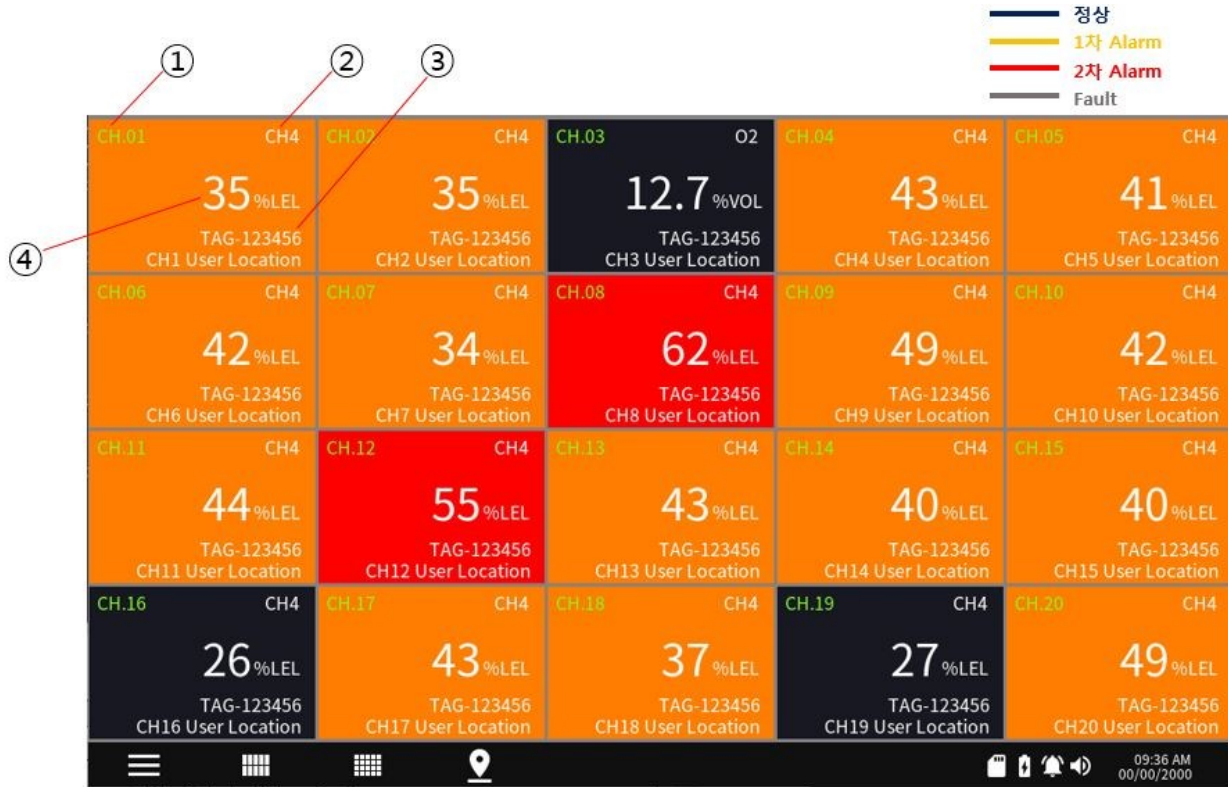 정상
1차 Alarm
2차 Alarm
Fault
① ② ③
④
CH.01 CH4
35 %LEL
TAG-123456
CH1 User Location
CH.02 CH4
35 %LEL
TAG-123456
CH2 User Location
CH.03 O2
12.7 %VOL
TAG-123456
CH3 User Location
CH.04 CH4
43 %LEL
TAG-123456
CH4 User Location
CH.05 CH4
41 %LEL
TAG-123456
CH5 User Location
CH.06 CH4
42 %LEL
TAG-123456
CH6 User Location
CH.07 CH4
34 %LEL
TAG-123456
CH7 User Location
CH.08 CH4
62 %LEL
TAG-123456
CH8 User Location
CH.09 CH4
49 %LEL
TAG-123456
CH9 User Location
CH.10 CH4
42 %LEL
TAG-123456
CH10 User Location
CH.11 CH4
44 %LEL
TAG-123456
CH11 User Location
CH.12 CH4
55 %LEL
TAG-123456
CH12 User Location
CH.13 CH4
43 %LEL
TAG-123456
CH13 User Location
CH.14 CH4
40 %LEL
TAG-123456
CH14 User Location
CH.15 CH4
40 %LEL
TAG-123456
CH15 User Location
CH.16 CH4
26 %LEL
TAG-123456
CH16 User Location
CH.17 CH4
43 %LEL
TAG-123456
CH17 User Location
CH.18 CH4
37 %LEL
TAG-123456
CH18 User Location
CH.19 CH4
27 %LEL
TAG-123456
CH19 User Location
CH.20 CH4
49 %LEL
TAG-123456
CH20 User Location
09:36 AM
00/00/2000